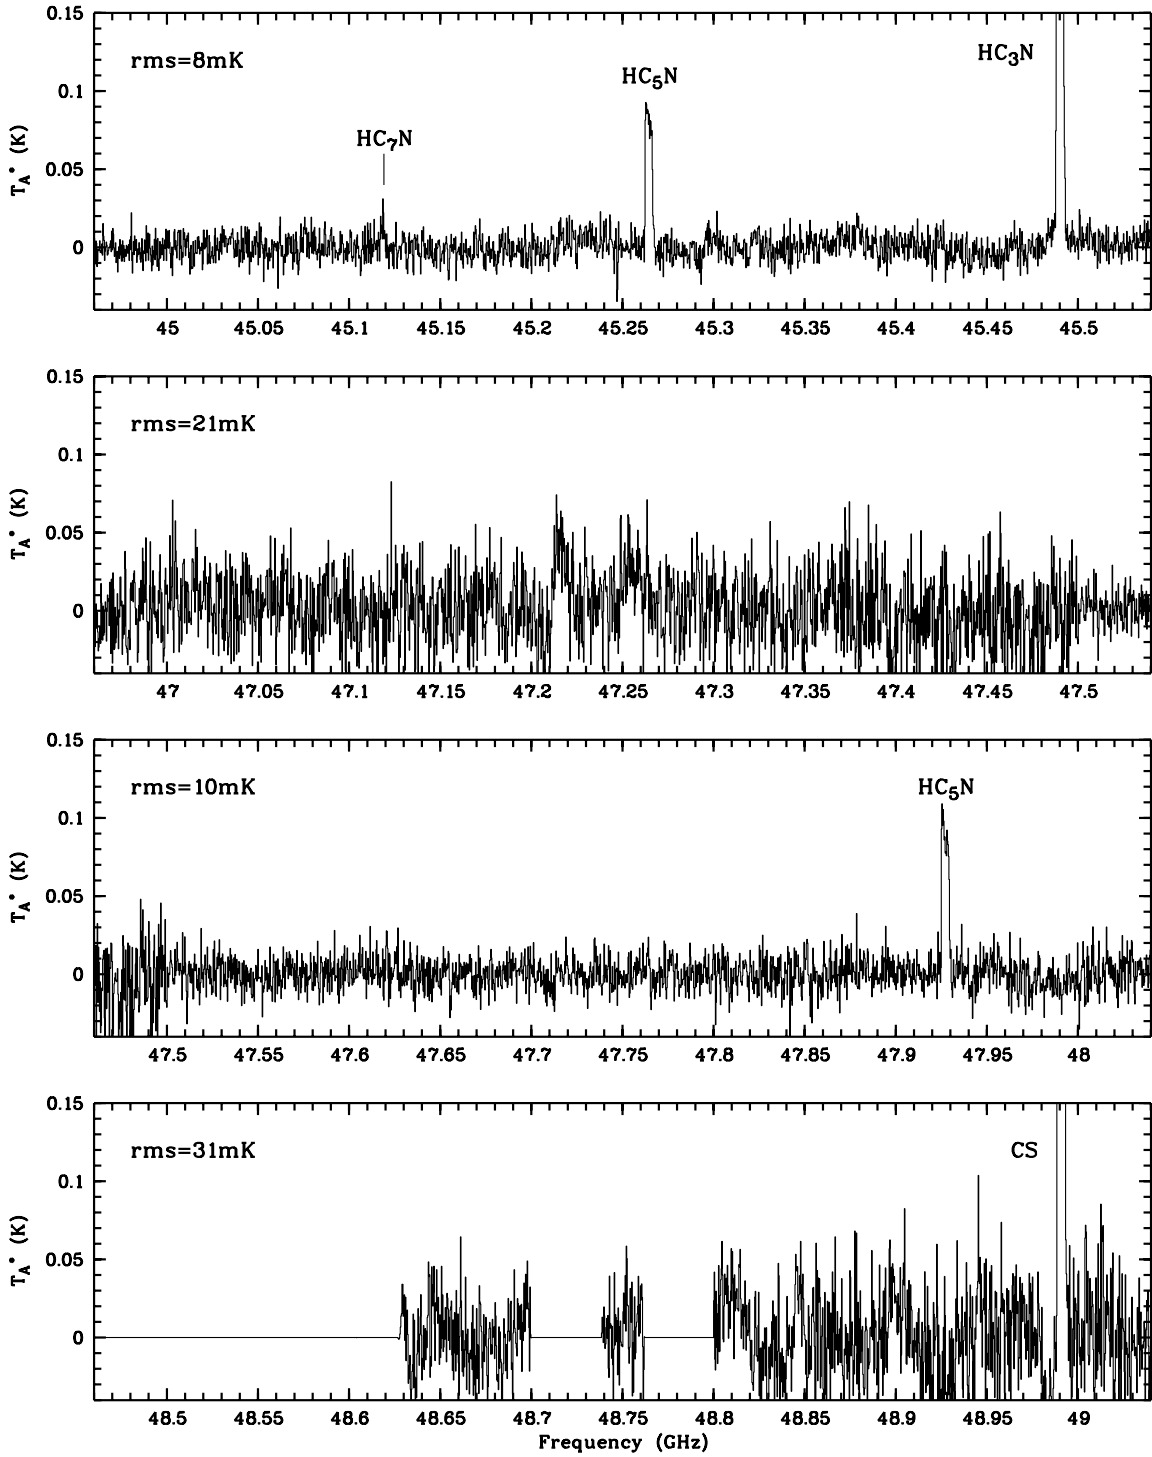 0.15
rms=8mK
HC3N
HC5N
0.1
HC7N
0.05
0
TA* (K)
45 45.05 45.1 45.15 45.2 45.25 45.3 45.35 45.4 45.45 45.5
0.15
rms=21mK
0.1
0.05
0
TA* (K)
47 47.05 47.1 47.15 47.2 47.25 47.3 47.35 47.4 47.45 47.5
0.15
rms=10mK
HC5N
0.1
0.05
0
TA* (K)
47.5 47.55 47.6 47.65 47.7 47.75 47.8 47.85 47.9 47.95 48
0.15
rms=31mK
CS
0.1
0.05
0
TA* (K)
48.5 48.55 48.6 48.65 48.7 48.75 48.8 48.85 48.9 48.95 49
Frequency (GHz)